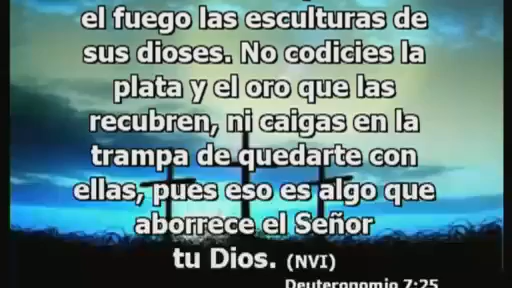 el fuego las esculturas de
sus dioses. No codicies la
plata y el oro que las
recubren, ni caigas en la
trampa de quedarte con
ellas, pues eso es algo que
aborrece el Señor
tu Dios. (NVI)
Deuteronomio 7:25